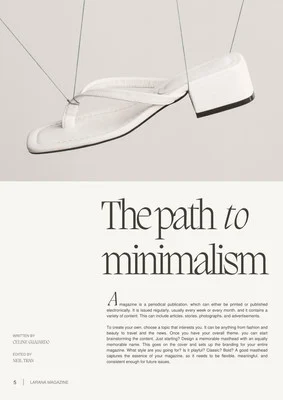 The path to
minimalism
A magazine is a periodical publication, which can either be printed or published
electronically. It is issued regularly, usually every week or every month, and it contains a
variety of content. This can include articles, stories, photographs, and advertisements.
To create your own, choose a topic that interests you. It can be anything from fashion and
beauty to travel and the news. Once you have your overall theme, you can start
brainstorming the content. Just starting? Design a memorable masthead with an equally
memorable name. This goes on the cover and sets up the branding for your entire
magazine. What style are you going for? Is it playful? Classic? Bold? A good masthead
captures the essence of your magazine, so it needs to be flexible, meaningful, and
consistent enough for future issues.
WRITTEN BY
EDITED BY
NEIL TRAN
5 | LARANA MAGAZINE